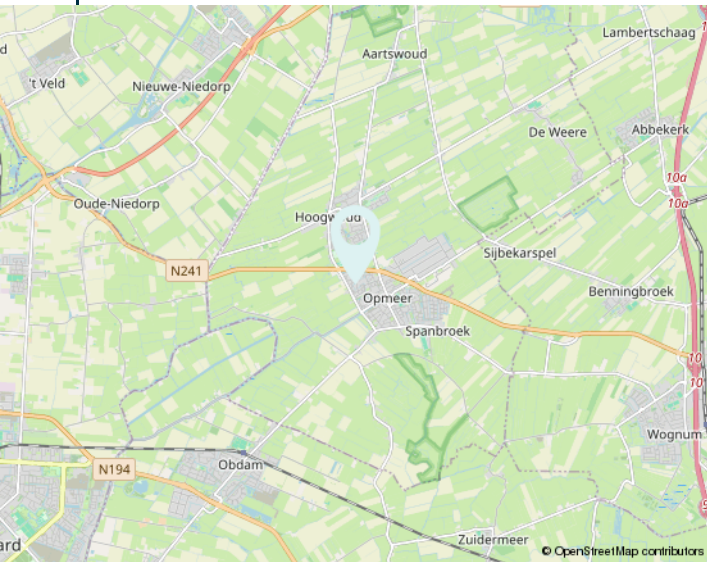 Lambertschaag
Aartswoud
't Veld
Nieuwe-Niedorp
De Weere
Abbekerk
10a
10a
Oude-Niedorp
Sijbekarspel
N241
Opmeer
Benningbroek
Spanbroek
10
10
Wognum
Obdam
N194
Zuidermeer
© OpenStreetMap contributors